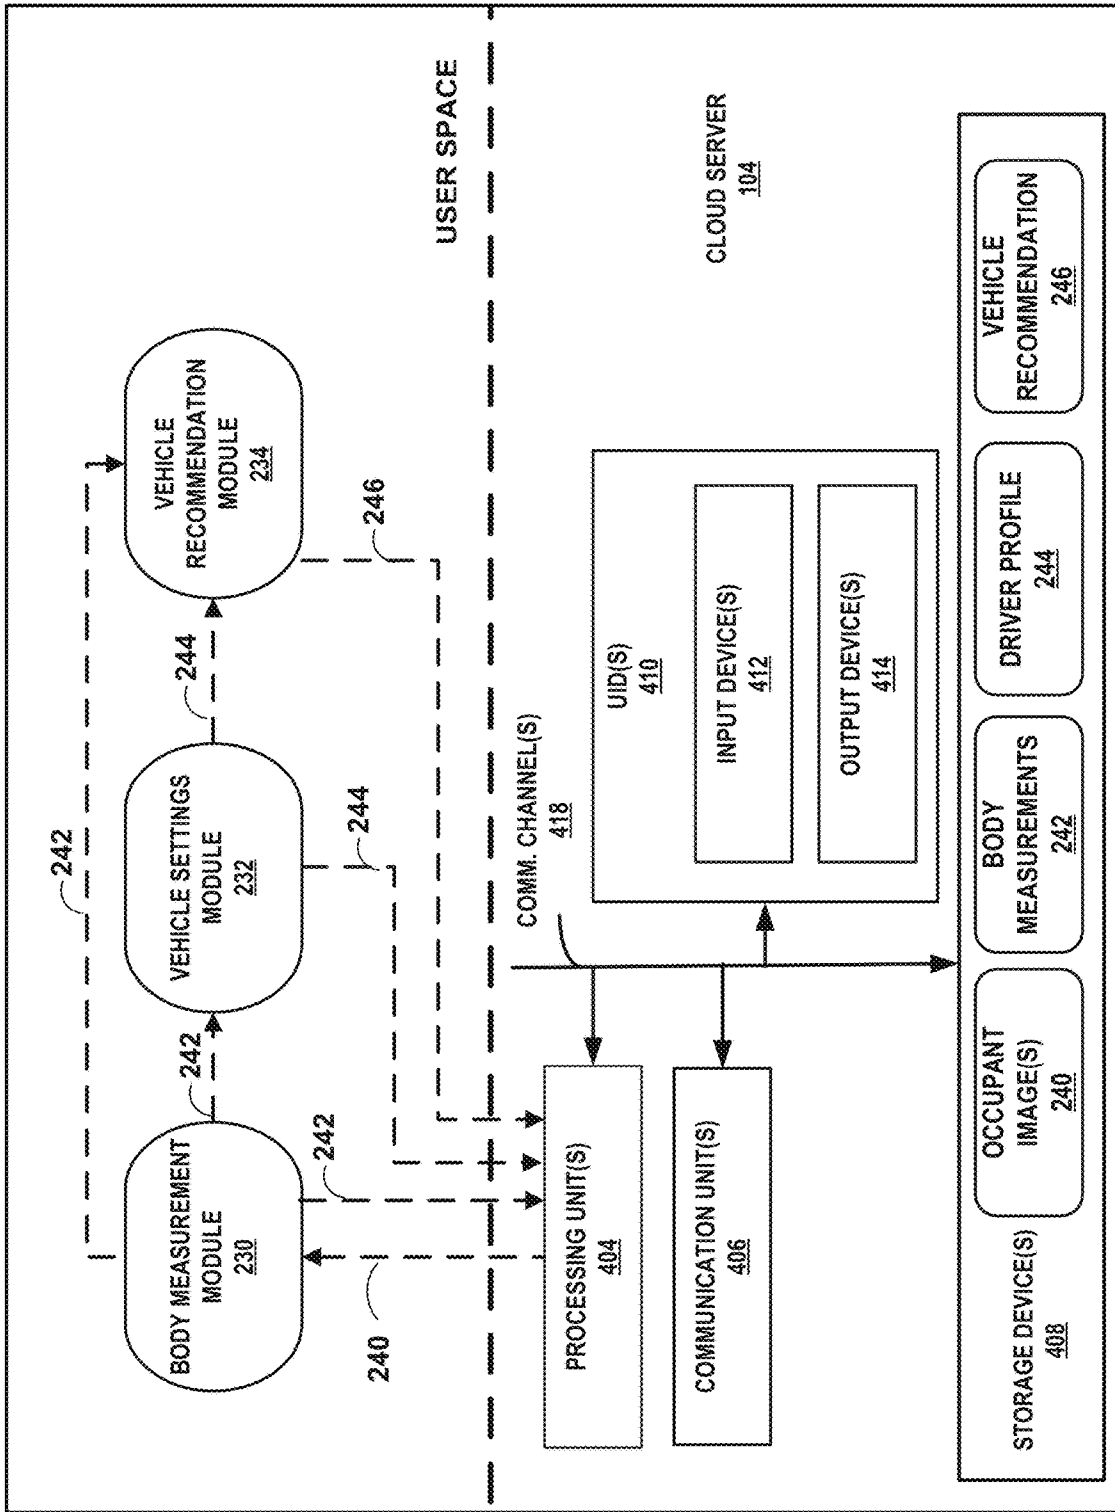 242
BODY MEASUREMENT
MODULE
230
242
VEHICLE SETTINGS
MODULE
232
244
VEHICLE
RECOMMENDATION
MODULE
234
240
242
244
246
USER SPACE
PROCESSING UNIT(S)
404
COMMUNICATION UNIT(S)
406
COMM. CHANNEL(S)
418
UID(S)
410
INPUT DEVICE(S)
412
OUTPUT DEVICE(S)
414
CLOUD SERVER
104
STORAGE DEVICE(S)
408
OCCUPANT
IMAGE(S)
240
BODY
MEASUREMENTS
242
DRIVER PROFILE
244
VEHICLE
RECOMMENDATION
246